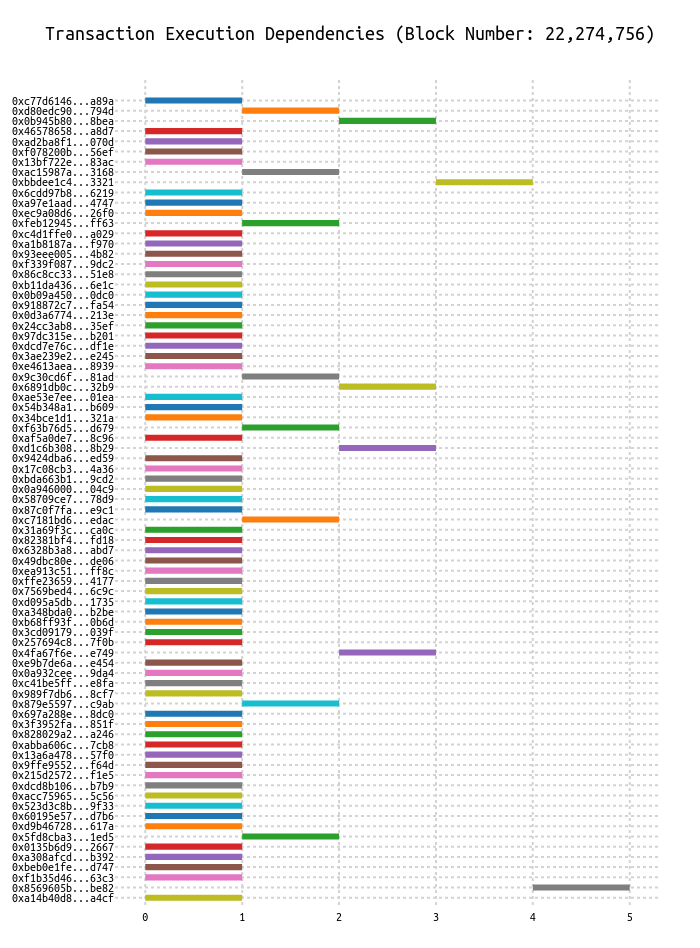 Transaction Execution Dependencies (Block Number: 22,274,756)
0xc77d6146...a89a
0xd80edc90...794d
0x0b945b80...8bea
0x46578658...a8d7
0xad2ba8f1...070d
0xf078200b...56ef
0x13bf722e...83ac
0xac15987a...3168
0xbbdee1c4...3321
0x6cdd97b8...6219
0xa97e1aad...4747
0xec9a08d6...26f0
0xfeb12945...ff63
0xc4d1ffe0...a029
0xa1b8187a...f970
0x93eee005...4b82
0xf339f087...9dc2
0x86c8cc33...51e8
0xb11da436...6e1c
0x0b09a450...0dc0
0x918872c7...fa54
0x0d3a6774...213e
0x24cc3ab8...35ef
0x97dc315e...b201
0xdcd7e76c...df1e
0x3ae239e2...e245
0xe4613aea...8939
0x9c30cd6f...81ad
0x6891db0c...32b9
0xae53e7ee...01ea
0x54b348a1...b609
0x34bce1d1...321a
0xf63b76d5...d679
0xaf5a0de7...8c96
0xd1c6b308...8b29
0x9424dba6...ed59
0x17c08cb3...4a36
0xbda663b1...9cd2
0x0a946000...04c9
0x58709ce7...78d9
0x87c0f7fa...e9c1
0xc7181bd6...edac
0x31a69f3c...ca0c
0x82381bf4...fd18
0x6328b3a8...abd7
0x49dbc80e...de06
0xea913c51...ff8c
0xffe23659...4177
0x7569bed4...6c9c
0xd095a5db...1735
0xa348bda0...b2be
0xb68ff93f...0b6d
0x3cd09179...039f
0x257694c8...7f0b
0x4fa67f6e...e749
0xe9b7de6a...e454
0x0a932cee...9da4
0xc41be5ff...e8fa
0x989f7db6...8cf7
0x879e5597...c9ab
0x697a288e...8dc0
0x3f3952fa...851f
0x828029a2...a246
0xabba606c...7cb8
0x13a6a478...57f0
0x9ffe9552...f64d
0x215d2572...f1e5
0xdcd8b106...b7b9
0xacc75965...5c56
0x523d3c8b...9f33
0x60195e57...d7b6
0xd9b46728...617a
0x5fd8cba3...1ed5
0x0135b6d9...2667
0xa308afcd...b392
0xbeb0e1fe...d747
0xf1b35d46...63c3
0x8569605b...be82
0xa14b40d8...a4cf
0 1 2 3 4 5